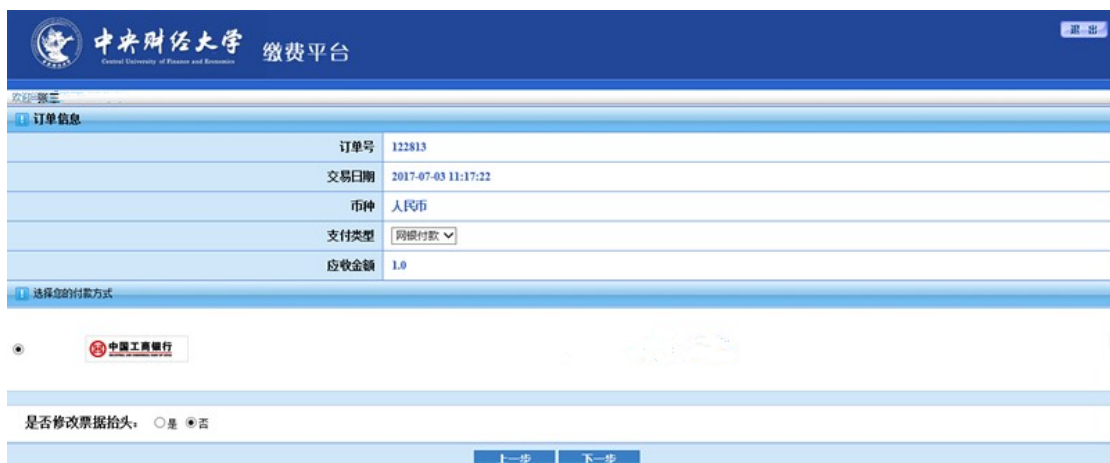 中央财经大学
Central University of Finance and Economics
缴费平台
退 出
欢迎 张三
订单信息
订单号 122813
交易日期 2017-07-03 11:17:22
币种 人民币
支付类型 网银付款
应收金额 1.0
选择您的付款方式
中国工商银行
是否修改票据抬头： 是 否
上一步 下一步